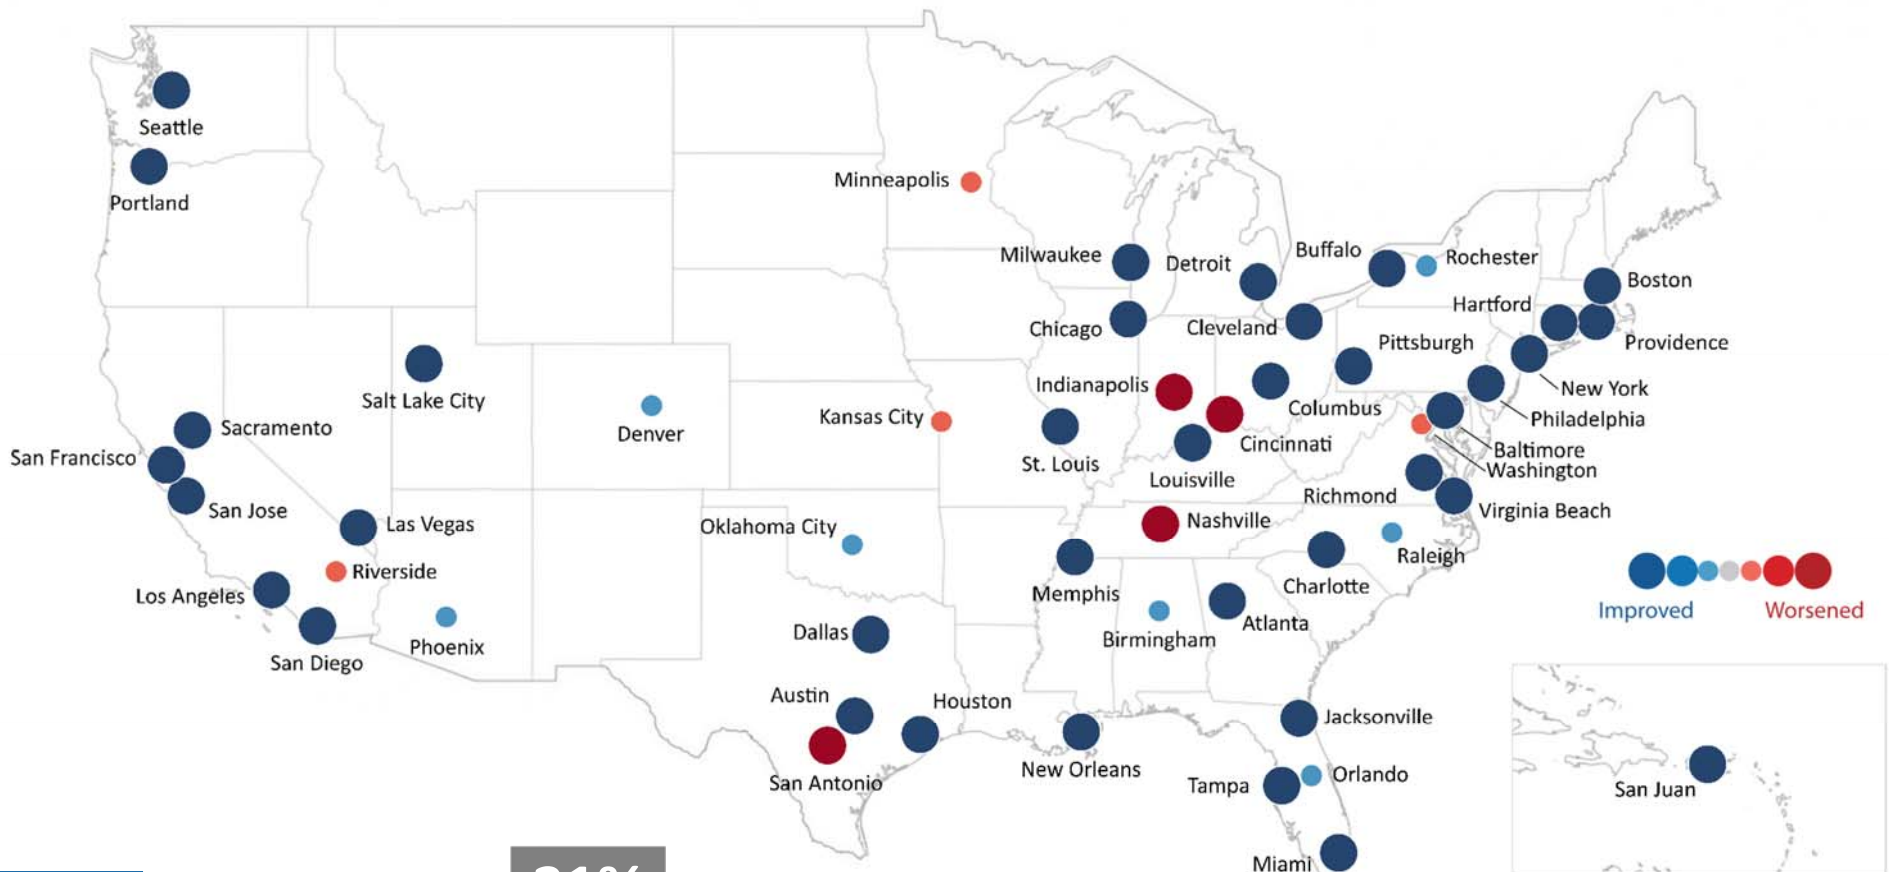 Seattle
Portland
Minneapolis
Milwaukee
Detroit
Buffalo
Rochester
Boston
Hartford
Chicago
Cleveland
Pittsburgh
Providence
Salt Lake City
Denver
Kansas City
Indianapolis
Columbus
New York
Philadelphia
Sacramento
San Francisco
St. Louis
Cincinnati
Baltimore
Washington
Louisville
San Jose
Las Vegas
Richmond
Virginia Beach
Oklahoma City
Nashville
Raleigh
Riverside
Los Angeles
Memphis
Charlotte
Phoenix
San Diego
Dallas
Birmingham
Atlanta
Improved
Worsened
Austin
Houston
Jacksonville
San Antonio
New Orleans
Tampa
Orlando
San Juan
Miami